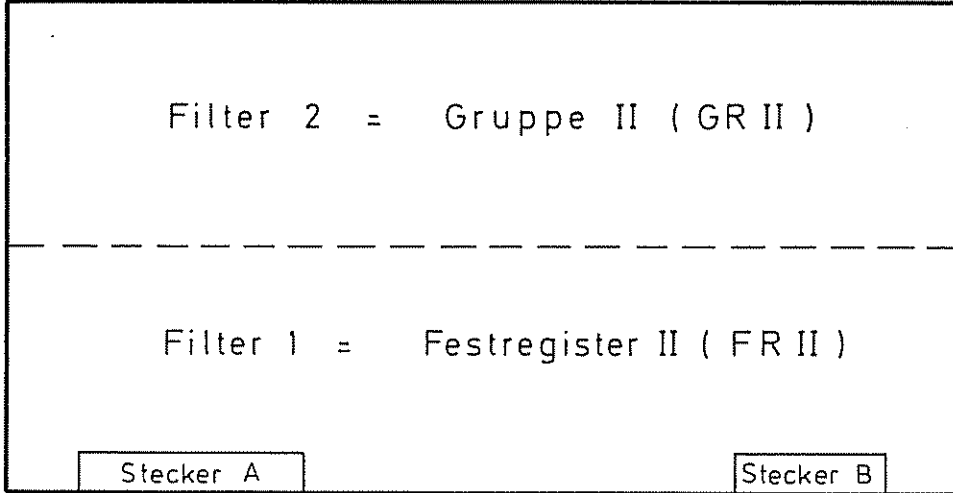 Filter 2 = Gruppe II ( GR II )
Filter 1 = Festregister II ( FR II )
Stecker A
Stecker B